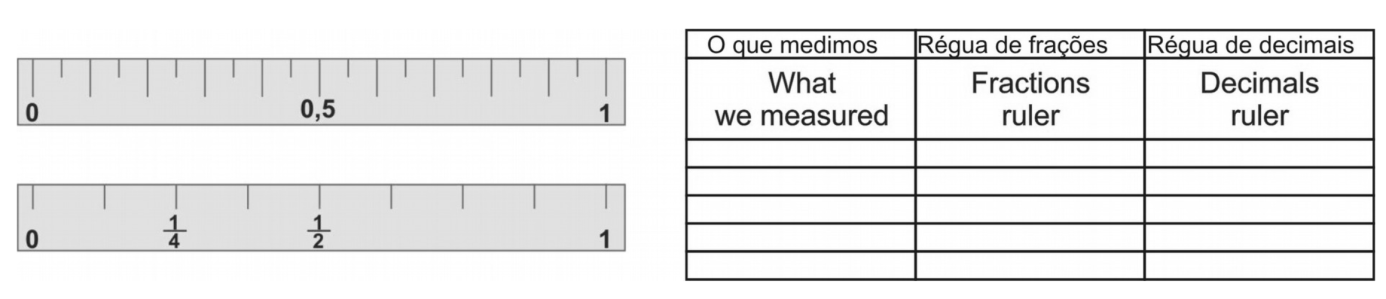 0 0,5 1
0 1/4 1/2 1
O que medimos Régua de frações Régua de decimais
What we measured Fractions ruler Decimals ruler